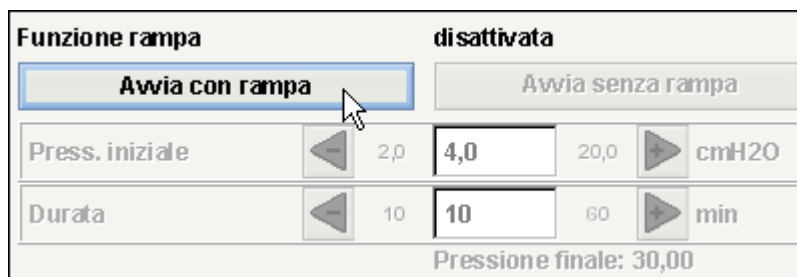 Funzione rampa disattivata
Avvia con rampa Avvia senza rampa
Press. iniziale - 2,0 4,0 20,0 + cmH2O
Durata - 10 10 60 + min
Pressione finale: 30,00